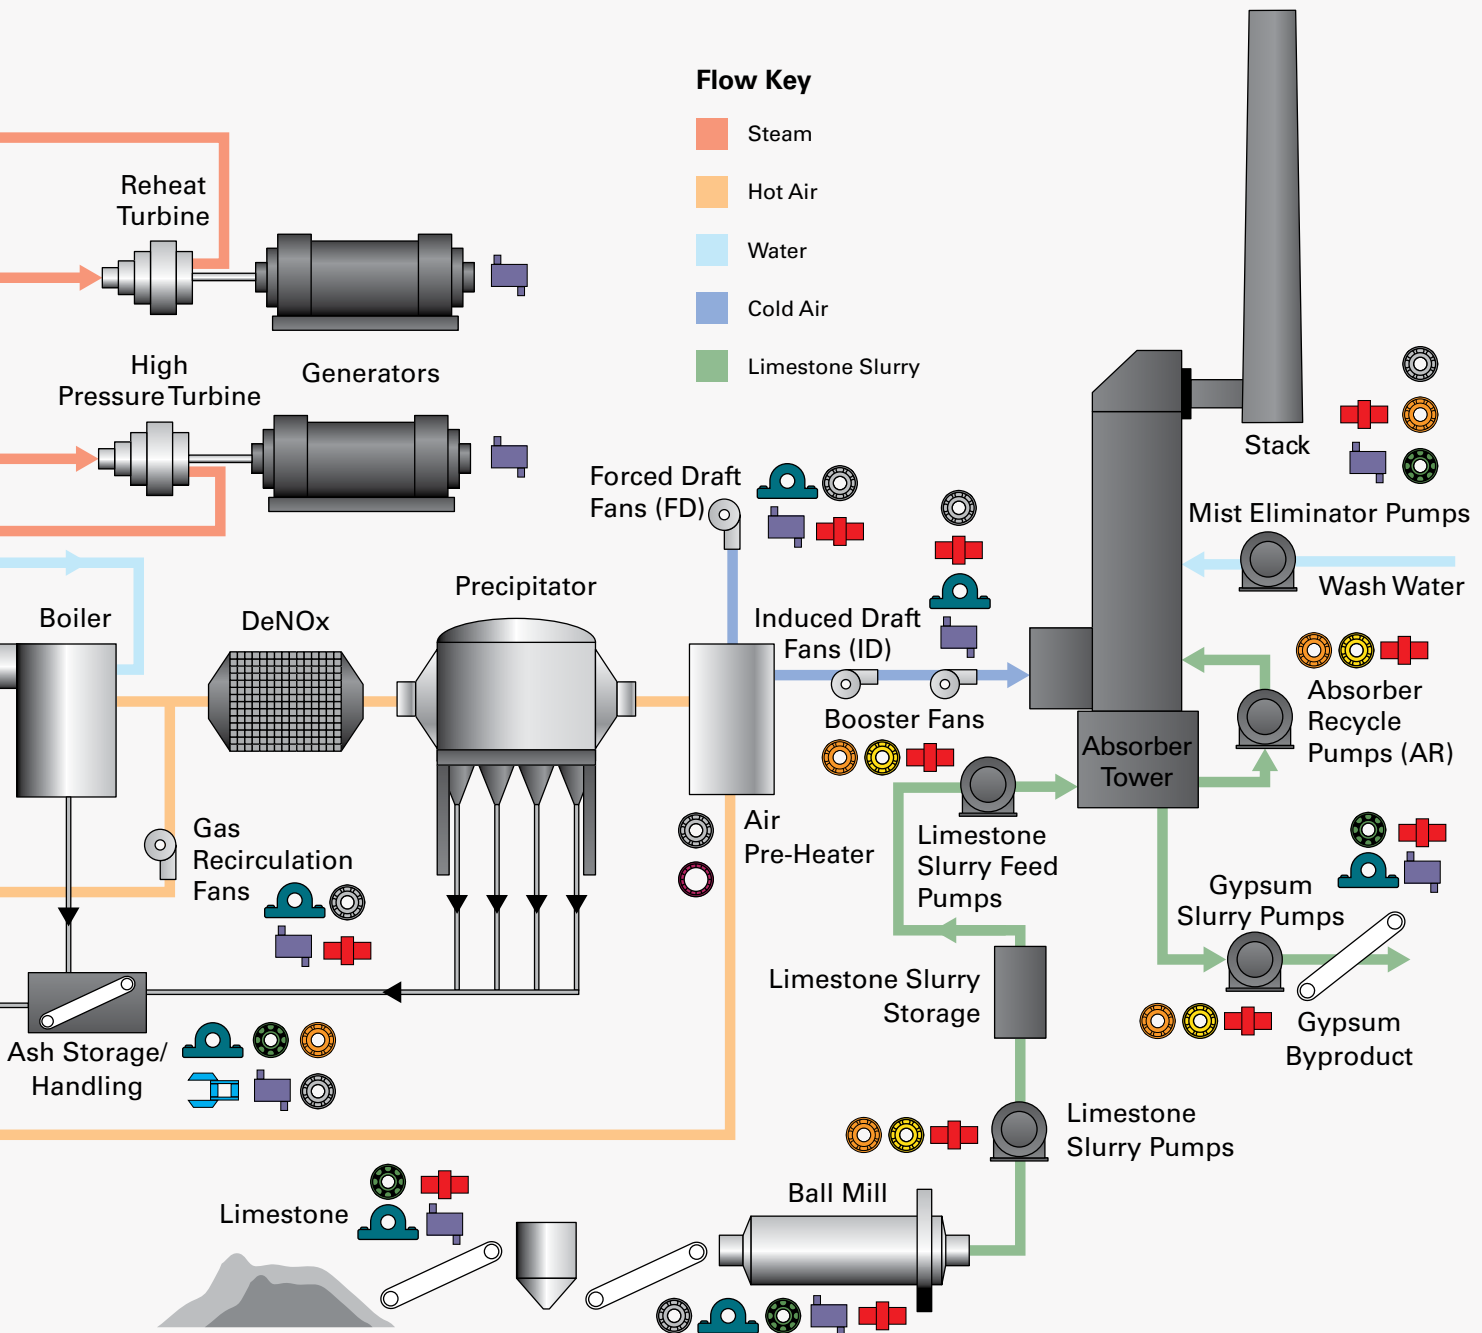 Flow Key
Steam
Hot Air
Water
Cold Air
Limestone Slurry
Reheat
Turbine
High
Pressure Turbine
Generators
Forced Draft
Fans (FD)
Stack
Mist Eliminator Pumps
Wash Water
Boiler
DeNOx
Precipitator
Induced Draft
Fans (ID)
Booster Fans
Absorber
Recycle
Pumps (AR)
Absorber
Tower
Gas
Recirculation
Fans
Air
Pre-Heater
Limestone
Slurry Feed
Pumps
Gypsum
Slurry Pumps
Limestone Slurry
Storage
Gypsum
Byproduct
Ash Storage/
Handling
Limestone
Slurry Pumps
Ball Mill
Limestone